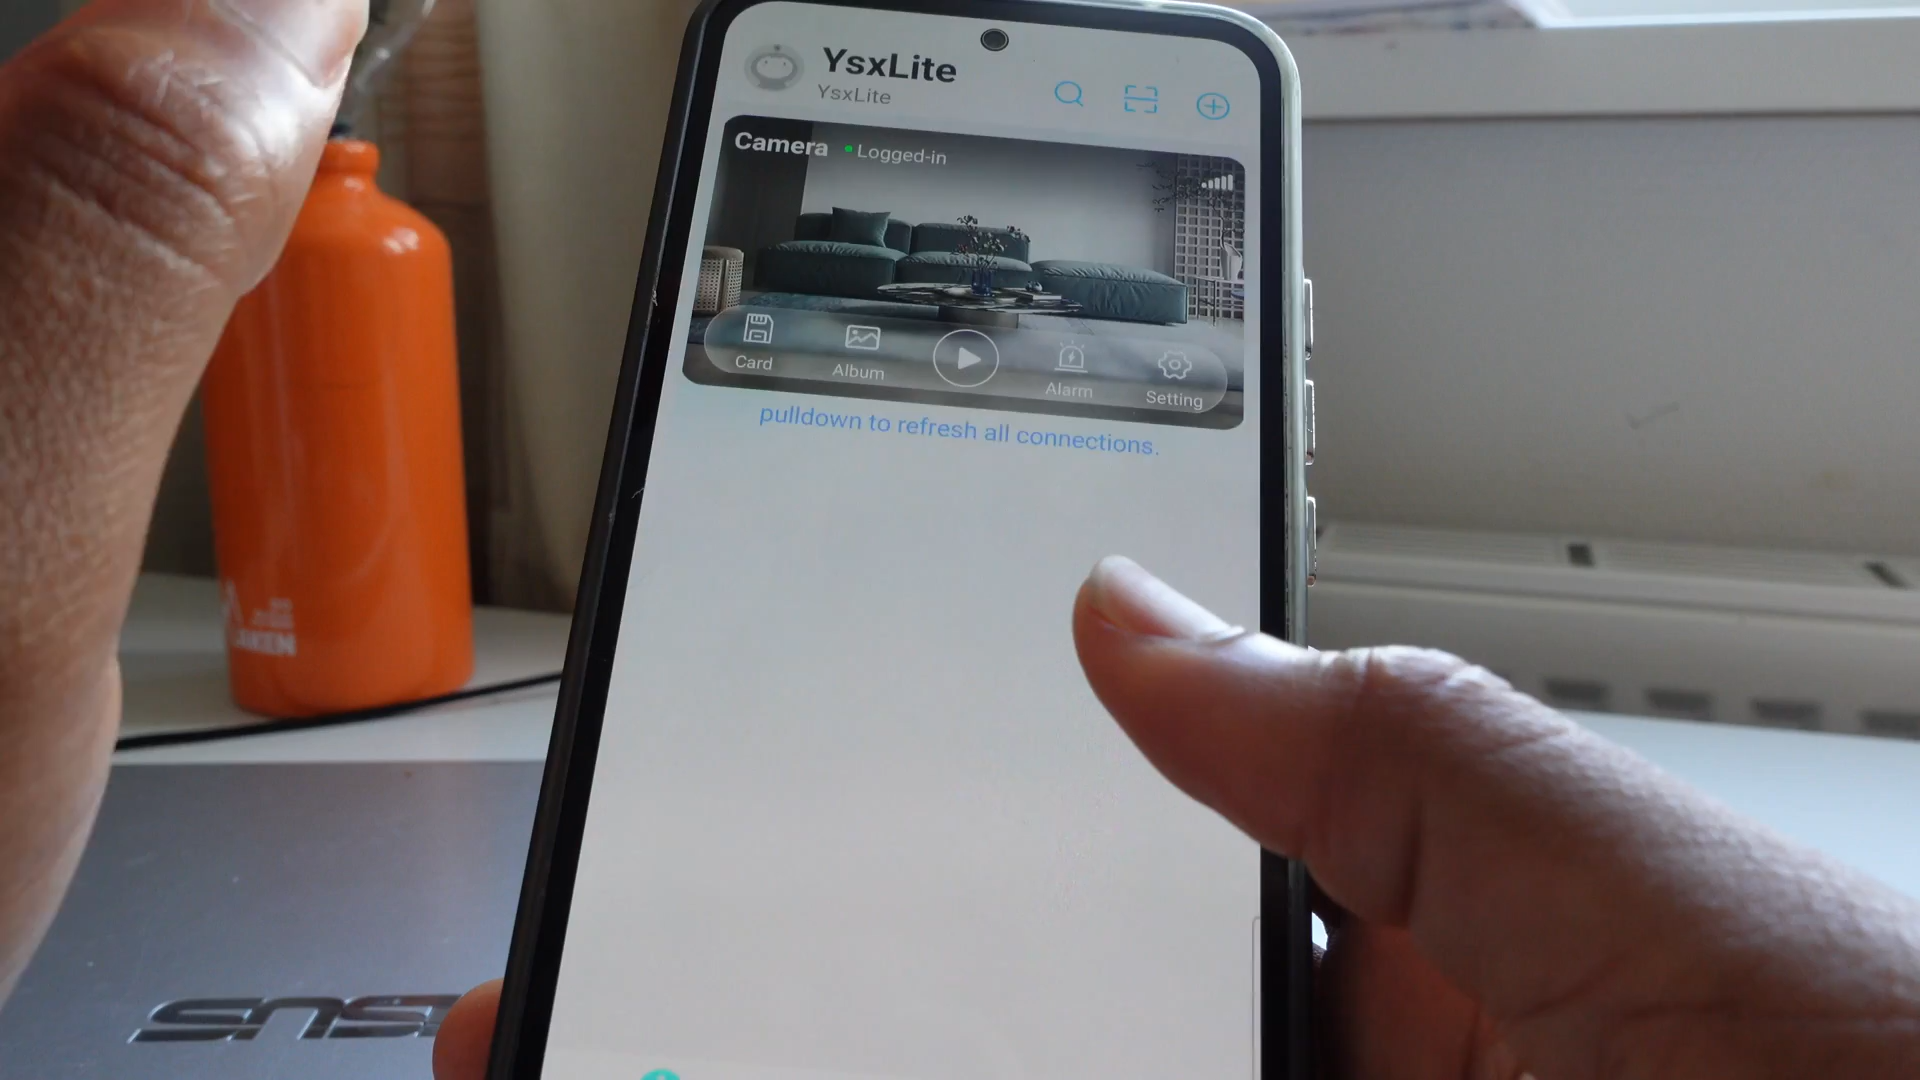 YsxLite
YsxLite
Camera
Logged-in
Card
Album
Alarm
Setting
pulldown to refresh all connections.